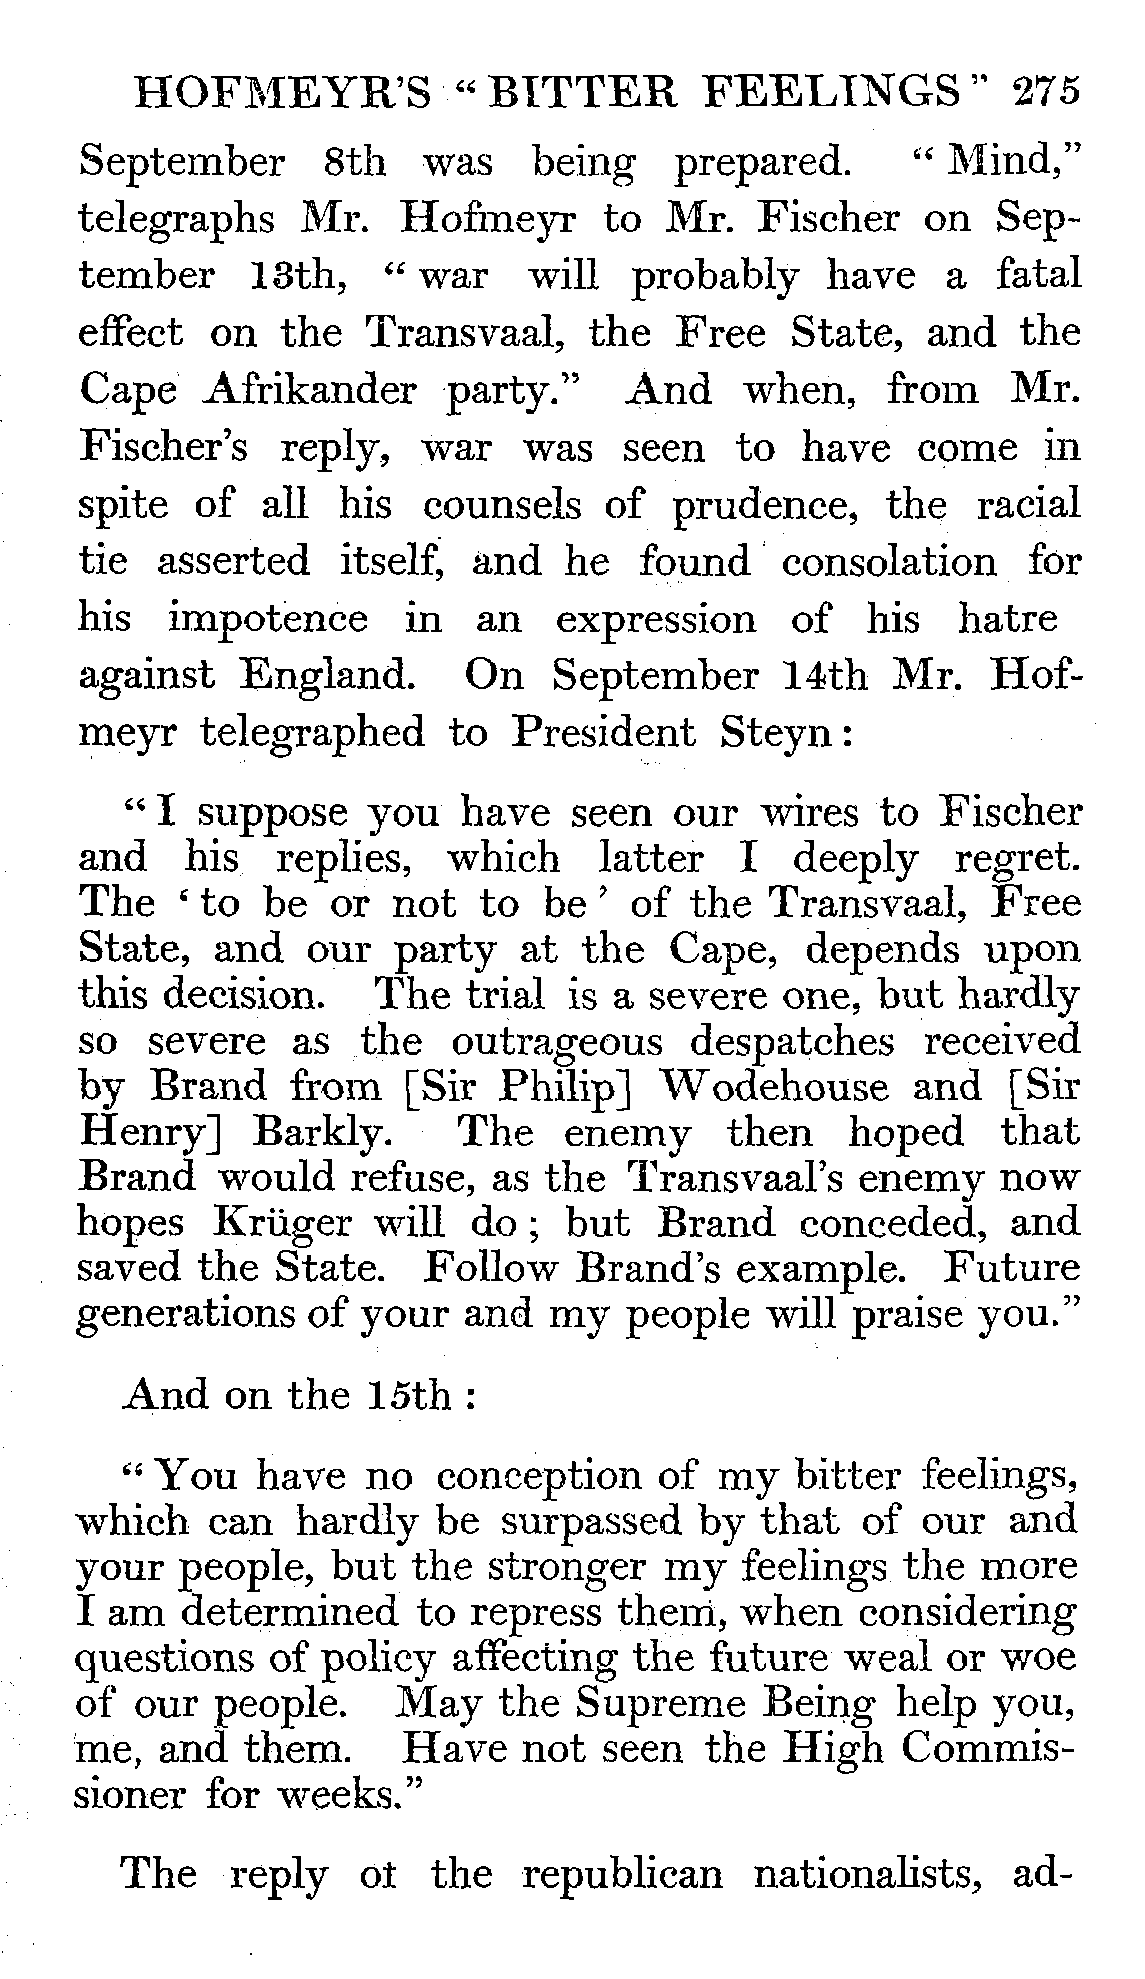 HOFMEYR'S “ BITTER FEELINGS ” 275
September 8th was being prepared. “ Mind,”
telegraphs Mr. Hofmeyr to Mr. Fischer on Sep-
tember 13th, “ war will probably have a fatal
effect on the Transvaal, the Free State, and the
Cape Afrikander party.” And when, from Mr.
Fischer's reply, war was seen to have come in
spite of all his counsels of prudence, the racial
tie asserted itself, and he found consolation for
his impotence in an expression of his hatre
against England. On September 14th Mr. Hof-
meyr telegraphed to President Steyn :
“ I suppose you have seen our wires to Fischer
and his replies, which latter I deeply regret.
The ‘ to be or not to be ’ of the Transvaal, Free
State, and our party at the Cape, depends upon
this decision. The trial is a severe one, but hardly
so severe as the outrageous despatches received
by Brand from [Sir Philip] Wodehouse and [Sir
Henry] Barkly. The enemy then hoped that
Brand would refuse, as the Transvaal's enemy now
hopes Krüger will do ; but Brand conceded, and
saved the State. Follow Brand's example. Future
generations of your and my people will praise you.”
And on the 15th :
“ You have no conception of my bitter feelings,
which can hardly be surpassed by that of our and
your people, but the stronger my feelings the more
I am determined to repress them, when considering
questions of policy affecting the future weal or woe
of our people. May the Supreme Being help you,
me, and them. Have not seen the High Commis-
sioner for weeks.”
The reply of the republican nationalists, ad-